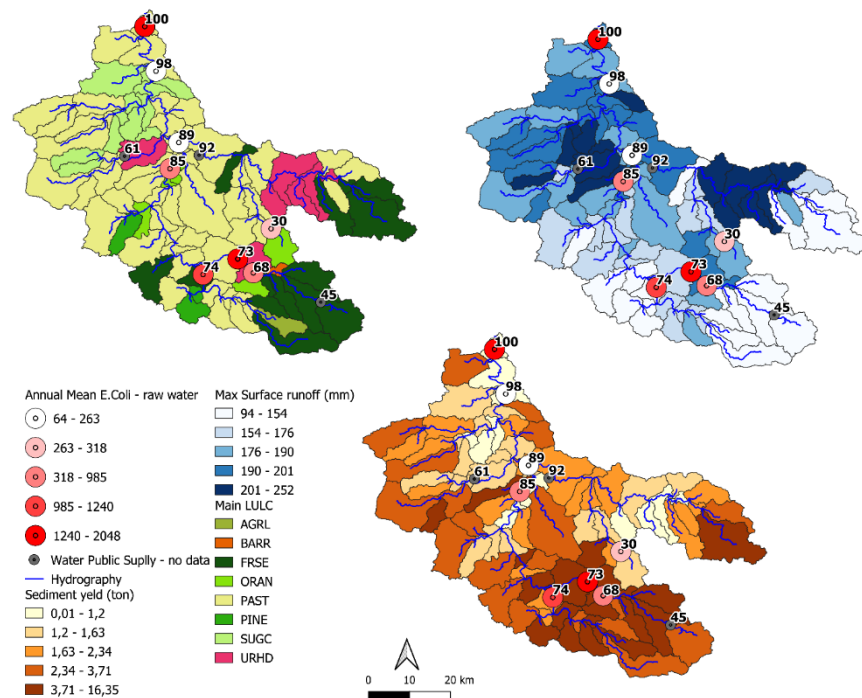 100
98
89
92
61
85
30
73
74
68
45
100
98
89
92
61
85
30
73
74
68
45
100
98
89
92
61
85
30
73
74
68
45
Annual Mean E.Coli - raw water
64 - 263
263 - 318
318 - 985
985 - 1240
1240 - 2048
Water Public Suplly - no data
Hydrography
Sediment yeld (ton)
0,01 - 1,2
1,2 - 1,63
1,63 - 2,34
2,34 - 3,71
3,71 - 16,35
Max Surface runoff (mm)
94 - 154
154 - 176
176 - 190
190 - 201
201 - 252
Main LULC
AGRL
BARR
FRSE
ORAN
PAST
PINE
SUGC
URHD
0 10 20 km